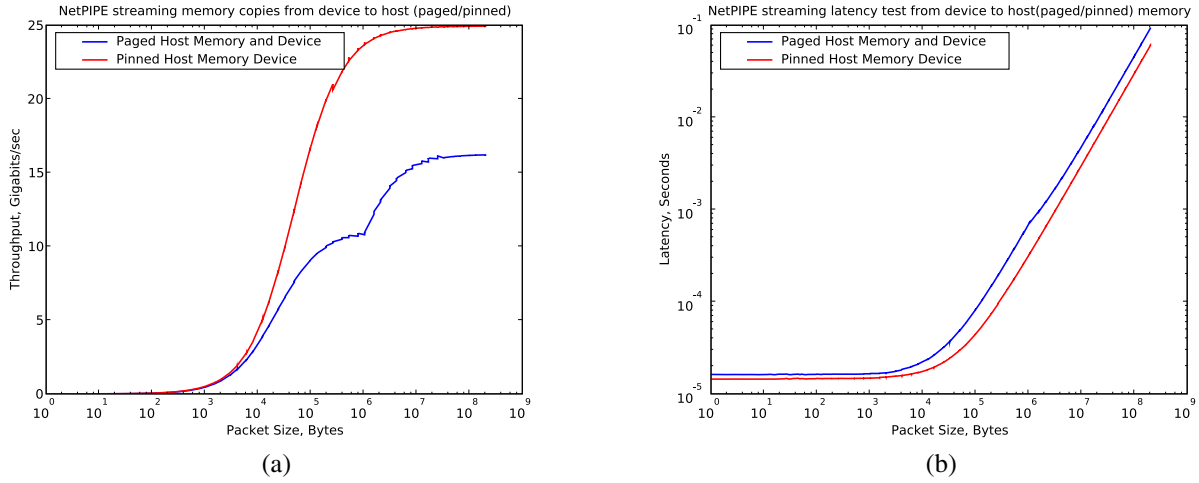 NetPIPE streaming memory copies from device to host (paged/pinned)
Paged Host Memory and Device
Pinned Host Memory Device
Throughput, Gigabits/sec
25
20
15
10
5
0
10^0 10^1 10^2 10^3 10^4 10^5 10^6 10^7 10^8 10^9
Packet Size, Bytes
(a)
NetPIPE streaming latency test from device to host(paged/pinned) memory
Paged Host Memory and Device
Pinned Host Memory Device
Latency, Seconds
10^-1
10^-2
10^-3
10^-4
10^-5
10^0 10^1 10^2 10^3 10^4 10^5 10^6 10^7 10^8 10^9
Packet Size, Bytes
(b)